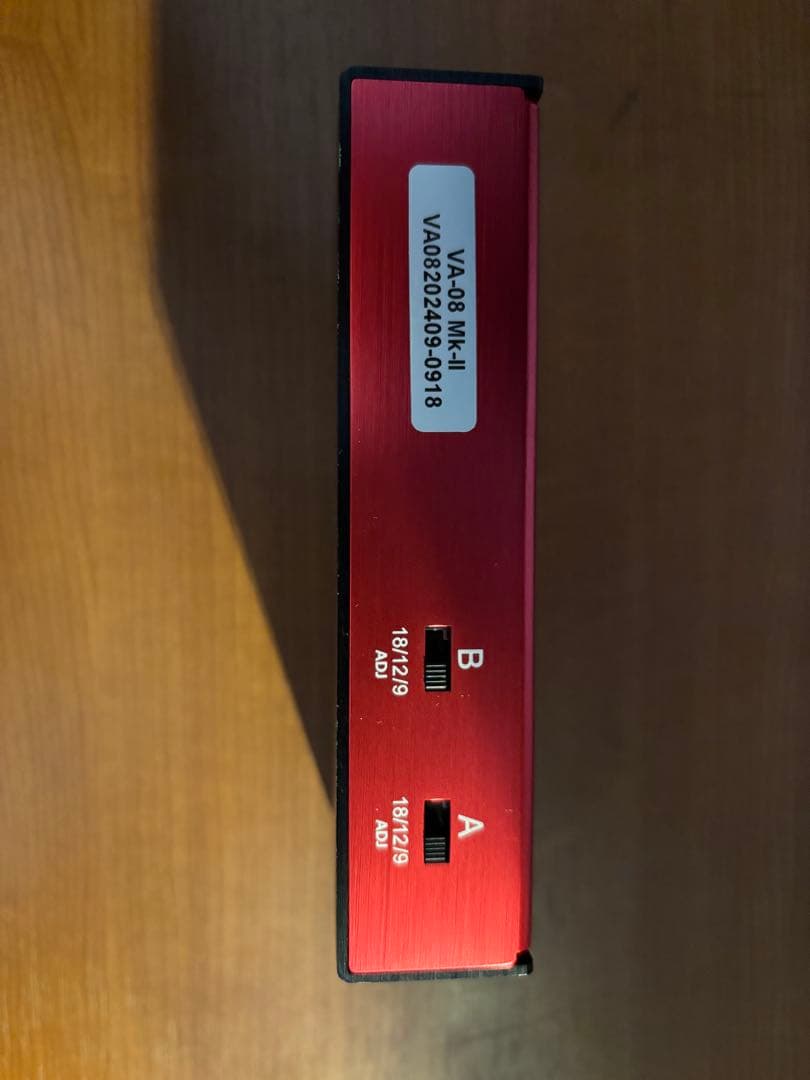 VA-08 Mk-II
VA08202409-0918
B
18/12/9
ADJ
A
18/12/9
ADJ